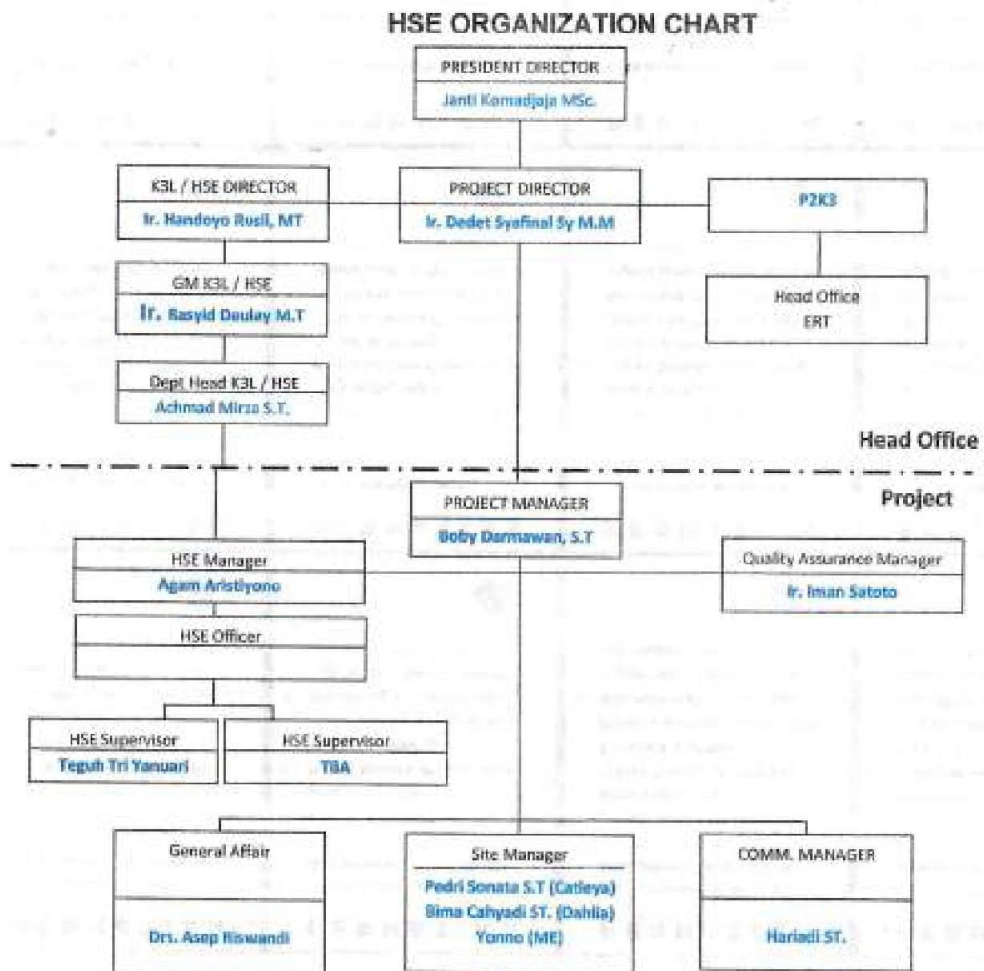 HSE ORGANIZATION CHART
PRESIDENT DIRECTOR
Janti Komadjaja MSc.
K3L / HSE DIRECTOR
Ir. Handoyo Rusli, MT
PROJECT DIRECTOR
Ir. Dedet Syafinal Sy M.M
P2K3
GM K3L / HSE
Ir. Rasyid Deulay M.T
Head Office
ERT
Dept Head K3L / HSE
Achmad Mirza S.T.
Head Office
Project
PROJECT MANAGER
Boby Darmawan, S.T
HSE Manager
Agam Aristiyono
Quality Assurance Manager
Ir. Iman Satoto
HSE Officer
HSE Supervisor
Teguh Tri Yanuari
HSE Supervisor
TBA
General Affair
Drs. Asep Riswandi
Site Manager
Pedri Sonata S.T (Catleya)
Bima Cahyadi ST. (Dahlia)
Yonno (ME)
COMM. MANAGER
Hariadi ST.